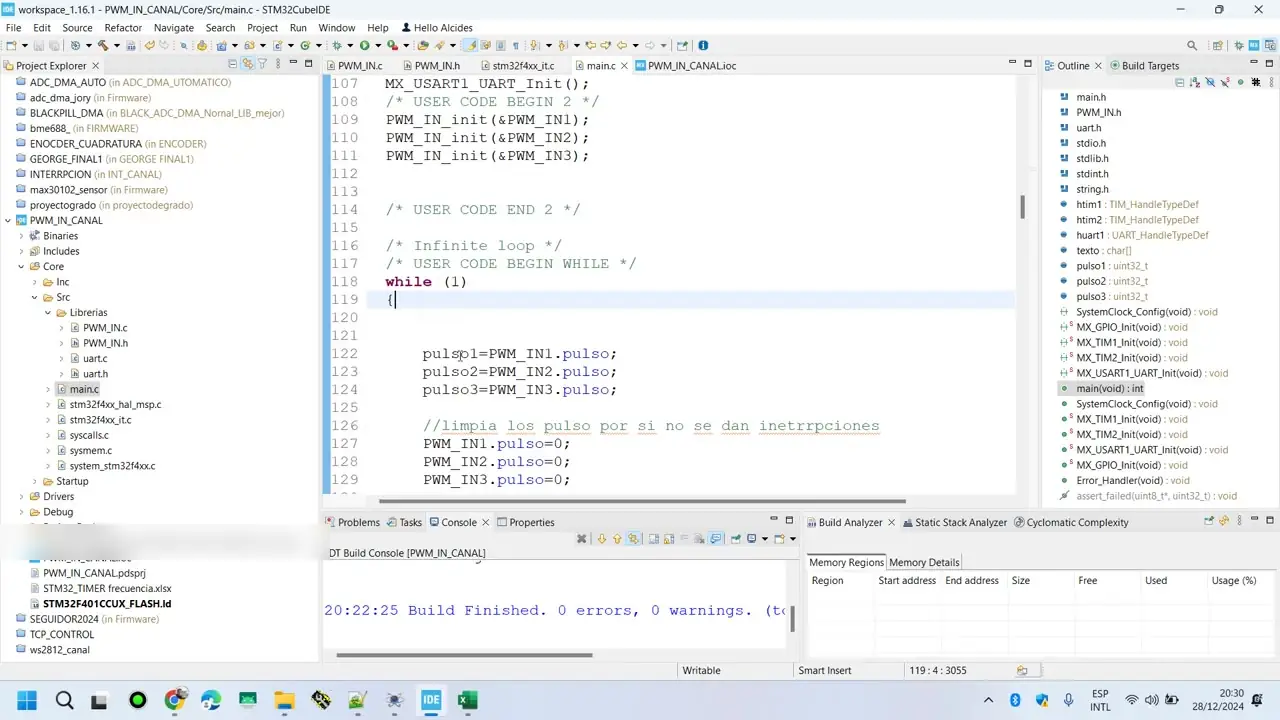 workspace_1.16.1 - PWM_IN_CANAL/Core/Src/main.c - STM32CubeIDE
File Edit Source Refactor Navigate Search Project Run Window Help Hello Alcides
Project Explorer
ADC_DMA_AUTO (in ADC_DMA_UTOMATICO)
adc_dma_jory (in Firmware)
BLACKPILL_DMA (in BLACK_ADC_DMA_Nornal_LIB_mejor)
bme688_ (in FIRMWARE)
ENOCDER_CUADRATURA (in ENCODER)
GEORGE_FINAL1 (in GEORGE FINAL1)
INTERRPCION (in INT_CANAL)
max30102_sensor (in Firmware)
proyectogrado (in proyectodegrado)
PWM_IN_CANAL
Binaries
Includes
Core
Inc
Src
Librerias
PWM_IN.c
PWM_IN.h
uart.c
uart.h
main.c
stm32f4xx_hal_msp.c
stm32f4xx_it.c
syscalls.c
sysmem.c
system_stm32f4xx.c
Startup
Drivers
Debug
PWM_IN_CANAL.pdsprj
STM32_TIMER frecuencia.xlsx
STM32F401CCUX_FLASH.ld
SEGUIDOR2024 (in Firmware)
TCP_CONTROL
ws2812_canal
PWM_IN.c PWM_IN.h stm32f4xx_it.c main.c PWM_IN_CANAL.ioc
107 MX_USART1_UART_Init();
108 /* USER CODE BEGIN 2 */
109 PWM_IN_init(&PWM_IN1);
110 PWM_IN_init(&PWM_IN2);
111 PWM_IN_init(&PWM_IN3);
112
113
114 /* USER CODE END 2 */
115
116 /* Infinite loop */
117 /* USER CODE BEGIN WHILE */
118 while (1)
119 {
120
121
122 pulso1=PWM_IN1.pulso;
123 pulso2=PWM_IN2.pulso;
124 pulso3=PWM_IN3.pulso;
125
126 //limpia los pulso por si no se dan inetrrpciones
127 PWM_IN1.pulso=0;
128 PWM_IN2.pulso=0;
129 PWM_IN3.pulso=0;
Outline Build Targets
main.h
PWM_IN.h
uart.h
stdio.h
stdlib.h
stdint.h
string.h
htim1 : TIM_HandleTypeDef
htim2 : TIM_HandleTypeDef
huart1 : UART_HandleTypeDef
texto : char[]
pulso1 : uint32_t
pulso2 : uint32_t
pulso3 : uint32_t
SystemClock_Config(void) : void
MX_GPIO_Init(void) : void
MX_TIM1_Init(void) : void
MX_TIM2_Init(void) : void
MX_USART1_UART_Init(void) : void
main(void) : int
SystemClock_Config(void) : void
MX_TIM1_Init(void) : void
MX_TIM2_Init(void) : void
MX_USART1_UART_Init(void) : void
MX_GPIO_Init(void) : void
Error_Handler(void) : void
assert_failed(uint8_t*, uint32_t) : void
Problems Tasks Console Properties
DT Build Console [PWM_IN_CANAL]
20:22:25 Build Finished. 0 errors, 0 warnings. (to
Build Analyzer Static Stack Analyzer Cyclomatic Complexity
Memory Regions Memory Details
Region Start address End address Size Free Used Usage (%)
Writable Smart Insert 119 : 4 : 3055
IDE
ESP
INTL
20:30
28/12/2024